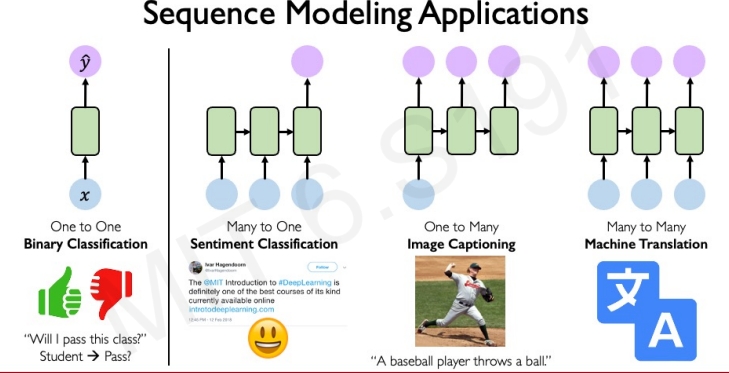 Sequence Modeling Applications
ŷ
x
One to One
Binary Classification
"Will I pass this class?"
Student → Pass?
Many to One
Sentiment Classification
Ivar Hagendoorn
@IvarHagendoorn
Follow
The @MIT Introduction to #DeepLearning is
definitely one of the best courses of its kind
currently available online
introtodeeplearning.com
12:45 PM - 12 Feb 2018
One to Many
Image Captioning
"A baseball player throws a ball."
Many to Many
Machine Translation
文
A
MIT 6.S191